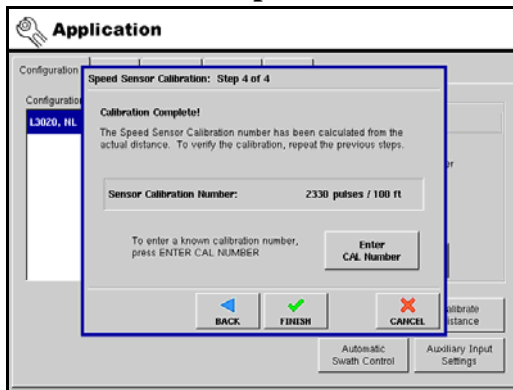 Application
Configuration
Speed Sensor Calibration: Step 4 of 4
Calibration Complete!
The Speed Sensor Calibration number has been calculated from the
actual distance. To verify the calibration, repeat the previous steps.
L3020, NL
Sensor Calibration Number: 2330 pulses / 100 ft
To enter a known calibration number,
press ENTER CAL NUMBER
Enter
CAL Number
BACK
FINISH
CANCEL
Automatic
Swath Control
Auxiliary Input
Settings